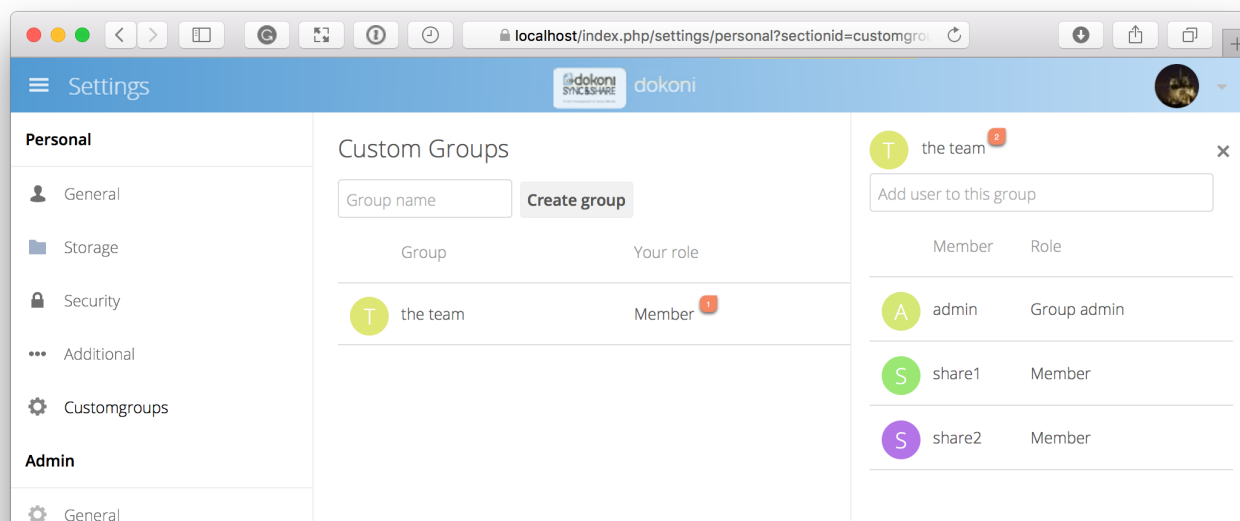 localhost/index.php/settings/personal?sectionid=customgro
Settings
dokoni
SYNC&SHARE
dokoni
Personal
General
Storage
Security
Additional
Customgroups
Admin
General
Custom Groups
Group name
Create group
Group
Your role
T
the team
Member
1
T
the team
2
Add user to this group
Member
Role
A
admin
Group admin
S
share1
Member
S
share2
Member